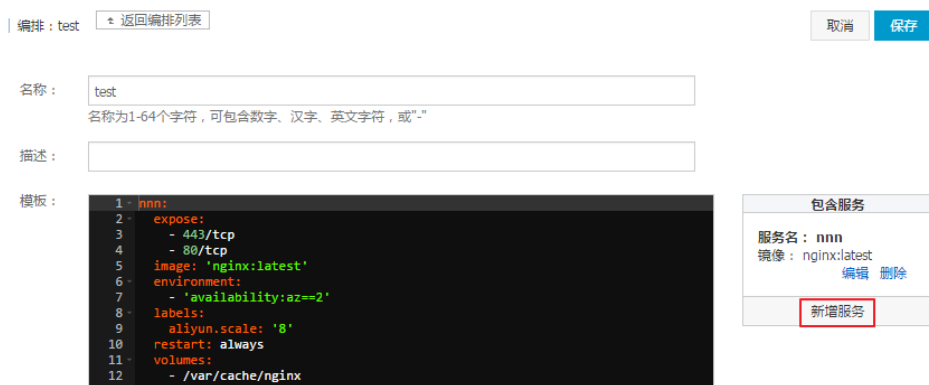 编排：test
返回编排列表
取消
保存
名称：
test
名称为1-64个字符，可包含数字、汉字、英文字符，或"-"
描述：
模板：
1 nnn:
2   expose:
3     - 443/tcp
4     - 80/tcp
5   image: 'nginx:latest'
6   environment:
7     - 'availability:az==2'
8   labels:
9     aliyun.scale: '8'
10   restart: always
11   volumes:
12     - /var/cache/nginx
包含服务
服务名： nnn
镜像： nginx:latest
编辑 删除
新增服务